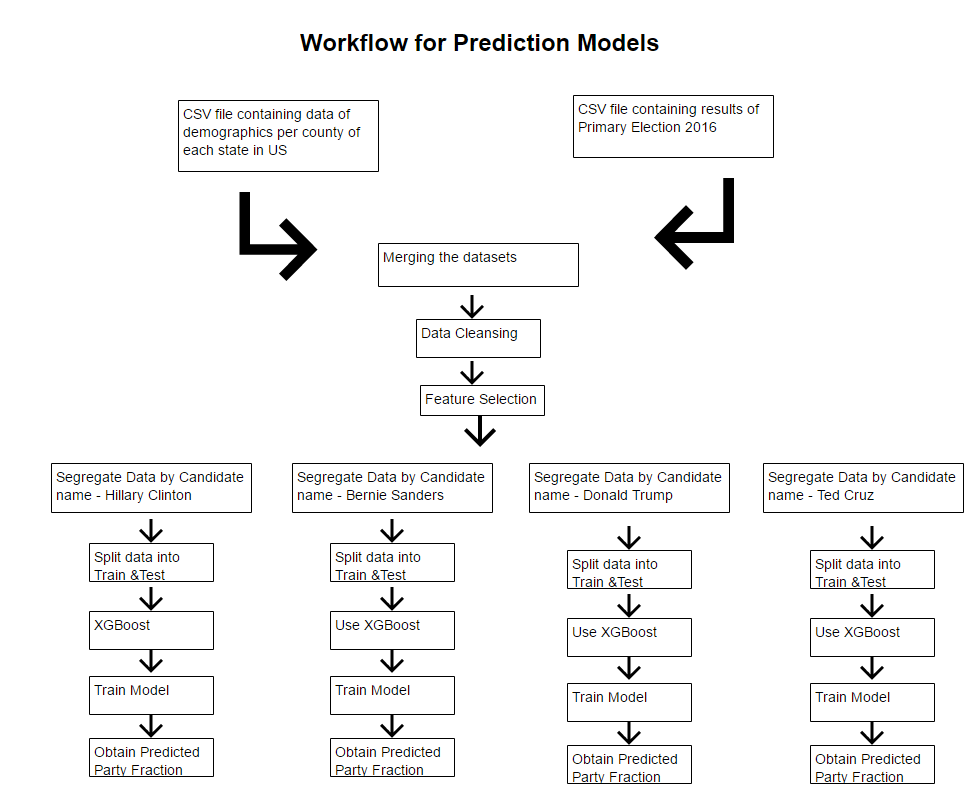 Workflow for Prediction Models
CSV file containing data of
demographics per county of
each state in US
CSV file containing results of
Primary Election 2016
Merging the datasets
Data Cleansing
Feature Selection
Segregate Data by Candidate
name - Hillary Clinton
Segregate Data by Candidate
name - Bernie Sanders
Segregate Data by Candidate
name - Donald Trump
Segregate Data by Candidate
name - Ted Cruz
Split data into
Train &Test
Split data into
Train &Test
Split data into
Train &Test
Split data into
Train &Test
XGBoost
Use XGBoost
Use XGBoost
Use XGBoost
Train Model
Train Model
Train Model
Train Model
Obtain Predicted
Party Fraction
Obtain Predicted
Party Fraction
Obtain Predicted
Party Fraction
Obtain Predicted
Party Fraction